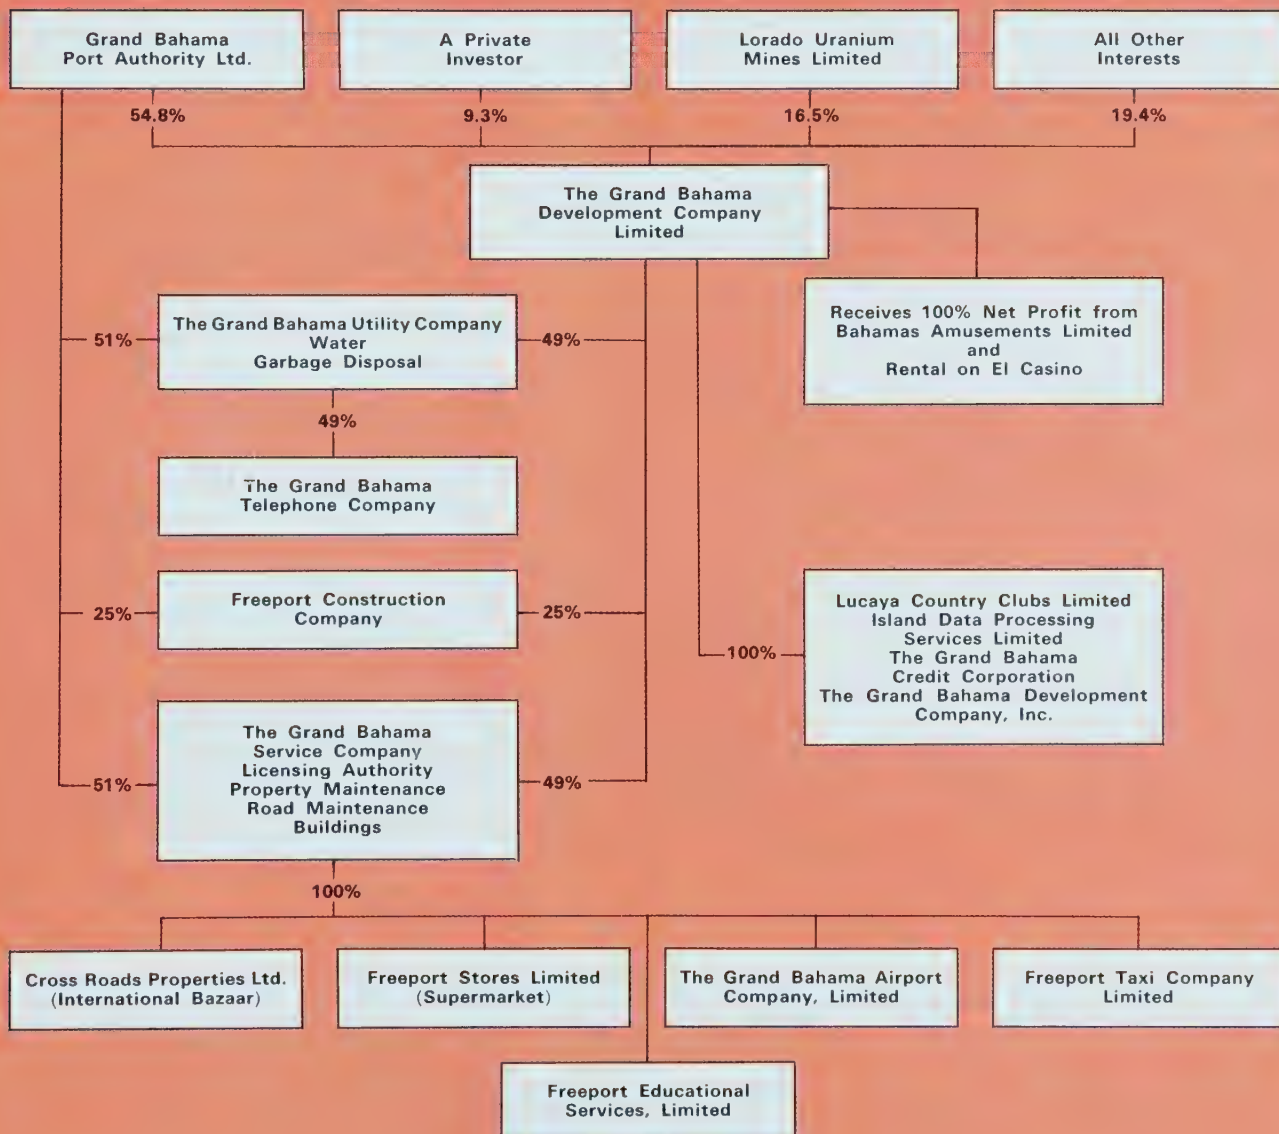 Grand Bahama
Port Authority Ltd.
A Private
Investor
Lorado Uranium
Mines Limited
All Other
Interests
54.8%
9.3%
16.5%
19.4%
The Grand Bahama
Development Company
Limited
Receives 100% Net Profit from
Bahamas Amusements Limited
and
Rental on El Casino
51%
The Grand Bahama Utility Company
Water
Garbage Disposal
49%
49%
The Grand Bahama
Telephone Company
25%
Freeport Construction
Company
25%
100%
Lucaya Country Clubs Limited
Island Data Processing
Services Limited
The Grand Bahama
Credit Corporation
The Grand Bahama Development
Company, Inc.
51%
The Grand Bahama
Service Company
Licensing Authority
Property Maintenance
Road Maintenance
Buildings
49%
100%
Cross Roads Properties Ltd.
(International Bazaar)
Freeport Stores Limited
(Supermarket)
The Grand Bahama Airport
Company, Limited
Freeport Taxi Company
Limited
Freeport Educational
Services, Limited